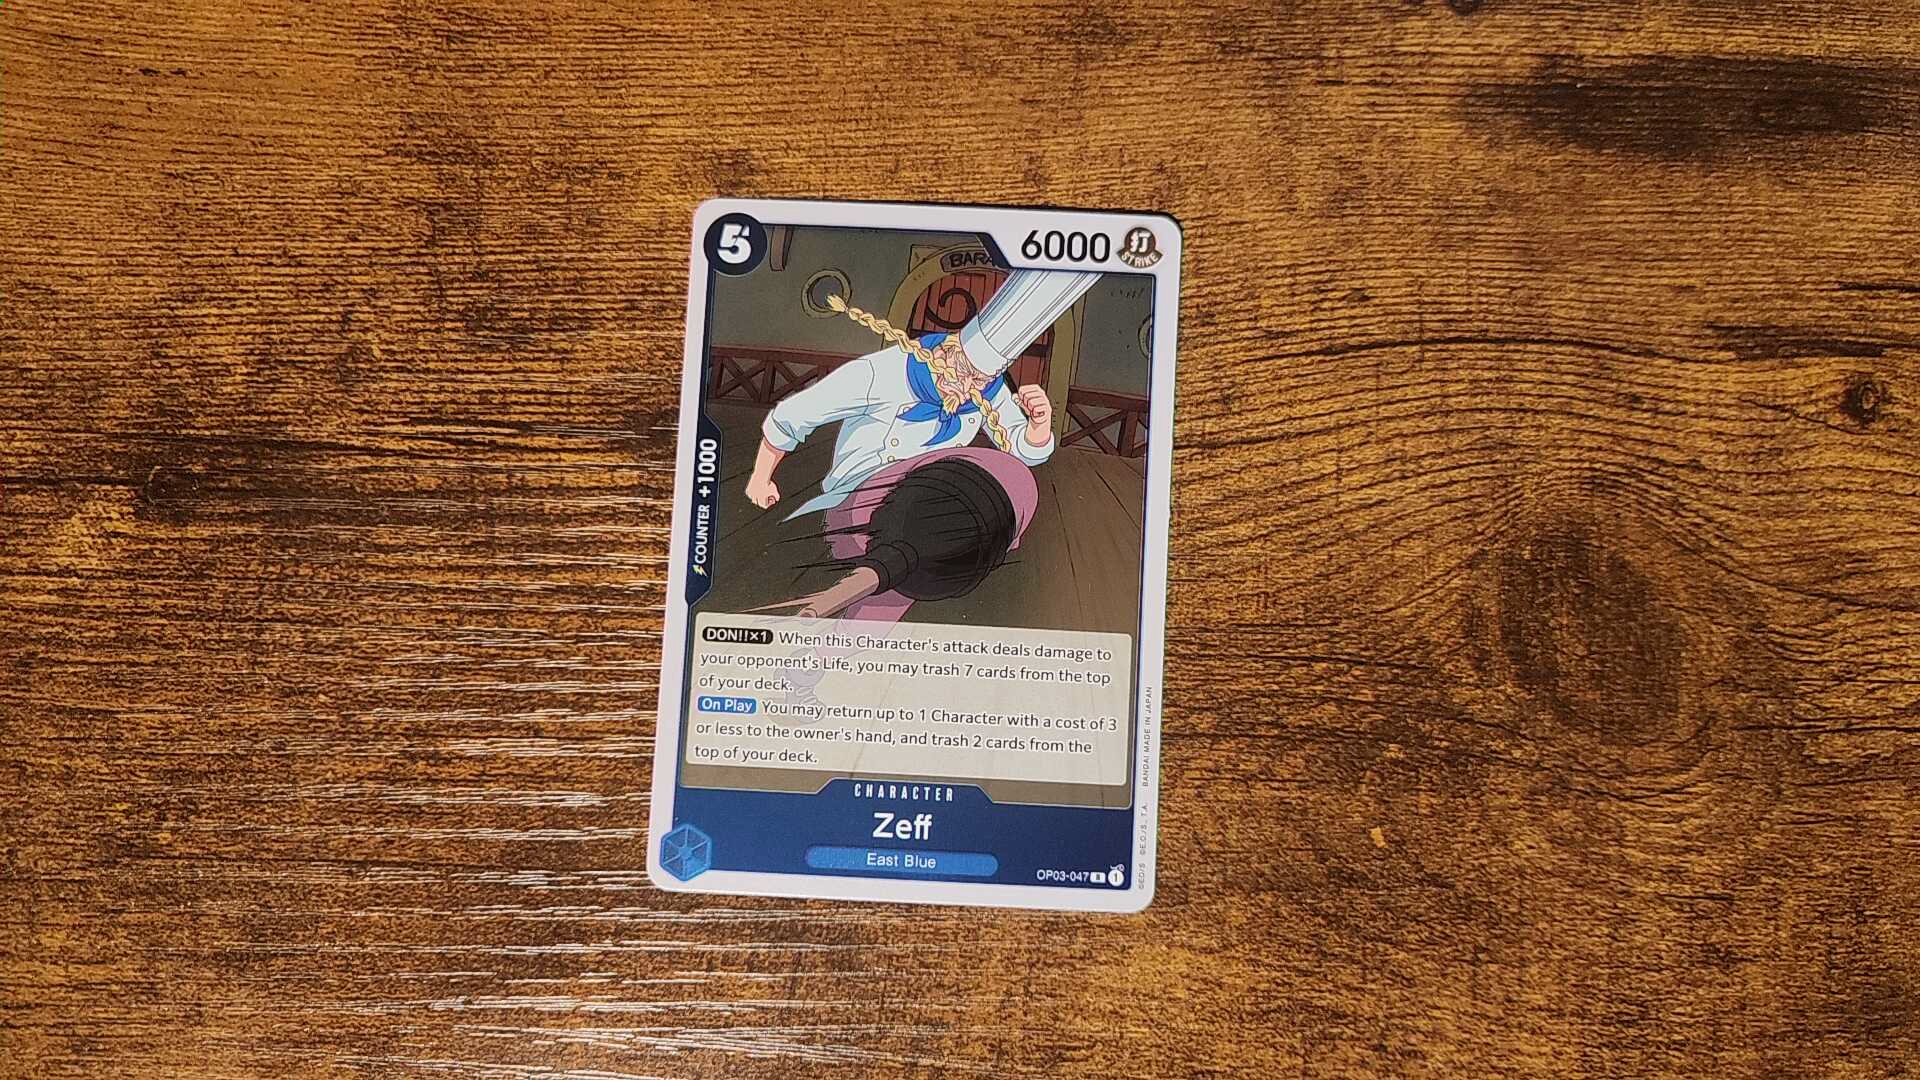 5
6000
打
STRIKE
BARA
COUNTER +1000
DON!!×1 When this Character's attack deals damage to
your opponent's Life, you may trash 7 cards from the top
of your deck.
On Play You may return up to 1 Character with a cost of 3
or less to the owner's hand, and trash 2 cards from the
top of your deck.
CHARACTER
Zeff
East Blue
OP03-047 R 1
©E.O./S., T.A. BANDAI MADE IN JAPAN